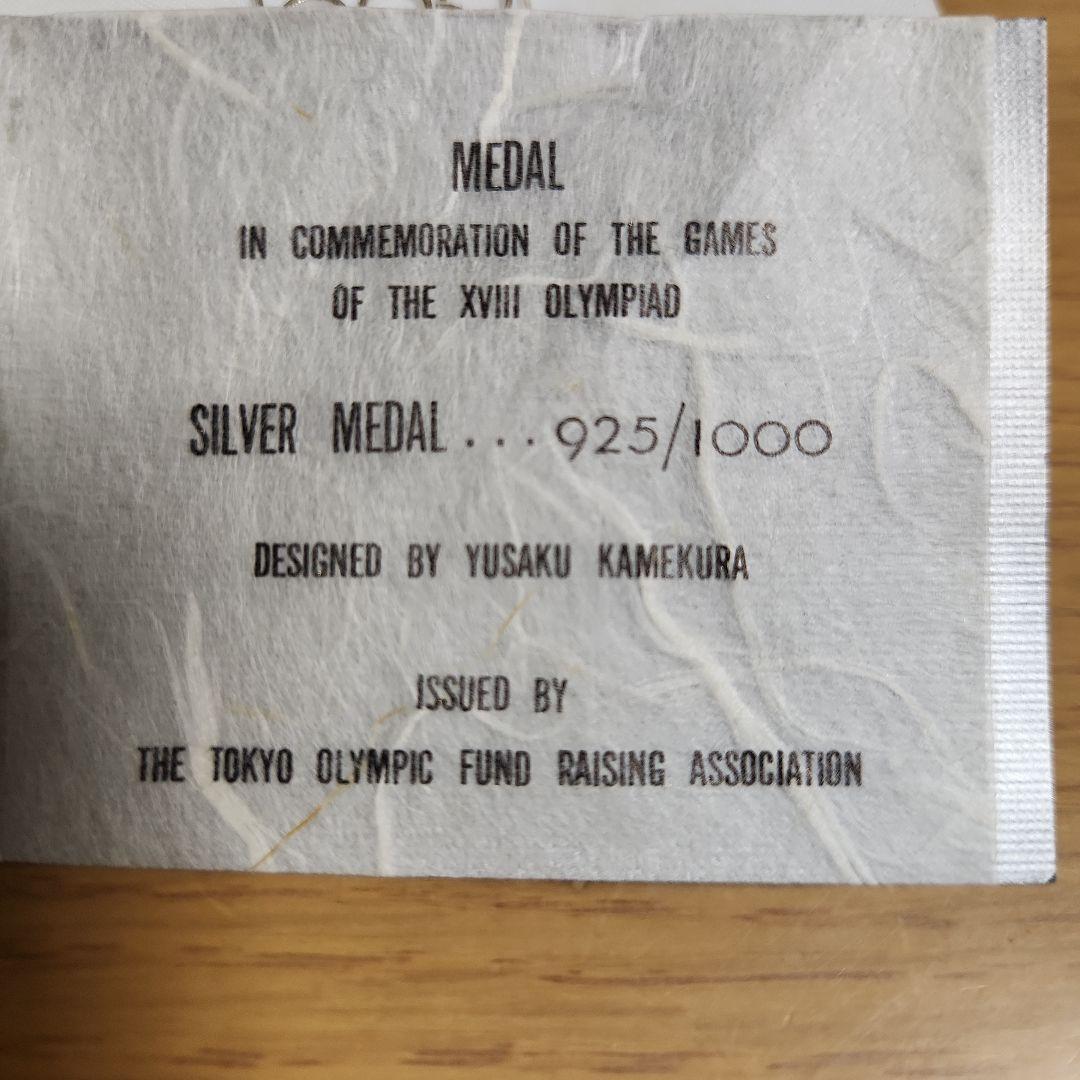 MEDAL
IN COMMEMORATION OF THE GAMES
OF THE XVIII OLYMPIAD
SILVER MEDAL...925/1000
DESIGNED BY YUSAKU KAMEKURA
ISSUED BY
THE TOKYO OLYMPIC FUND RAISING ASSOCIATION